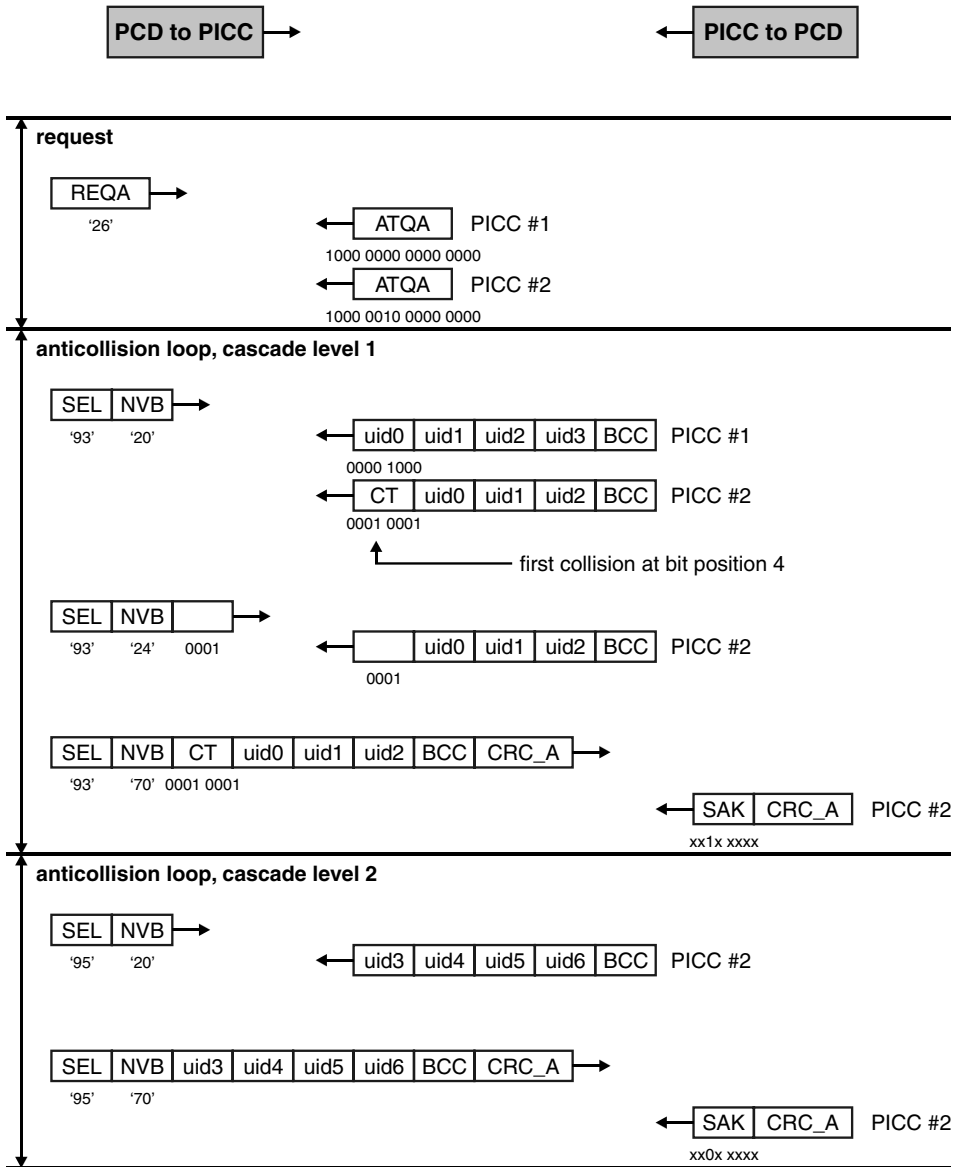 PCD to PICC PICC to PCD
request
REQA
‘26’
ATQA PICC #1
1000 0000 0000 0000
ATQA PICC #2
1000 0010 0000 0000
anticollision loop, cascade level 1
SEL NVB
‘93’ ‘20’
uid0 uid1 uid2 uid3 BCC PICC #1
0000 1000
CT uid0 uid1 uid2 BCC PICC #2
0001 0001
first collision at bit position 4
SEL NVB
‘93’ ‘24’ 0001
uid0 uid1 uid2 BCC PICC #2
0001
SEL NVB CT uid0 uid1 uid2 BCC CRC_A
‘93’ ‘70’ 0001 0001
SAK CRC_A PICC #2
xx1x xxxx
anticollision loop, cascade level 2
SEL NVB
‘95’ ‘20’
uid3 uid4 uid5 uid6 BCC PICC #2
SEL NVB uid3 uid4 uid5 uid6 BCC CRC_A
‘95’ ‘70’
SAK CRC_A PICC #2
xx0x xxxx